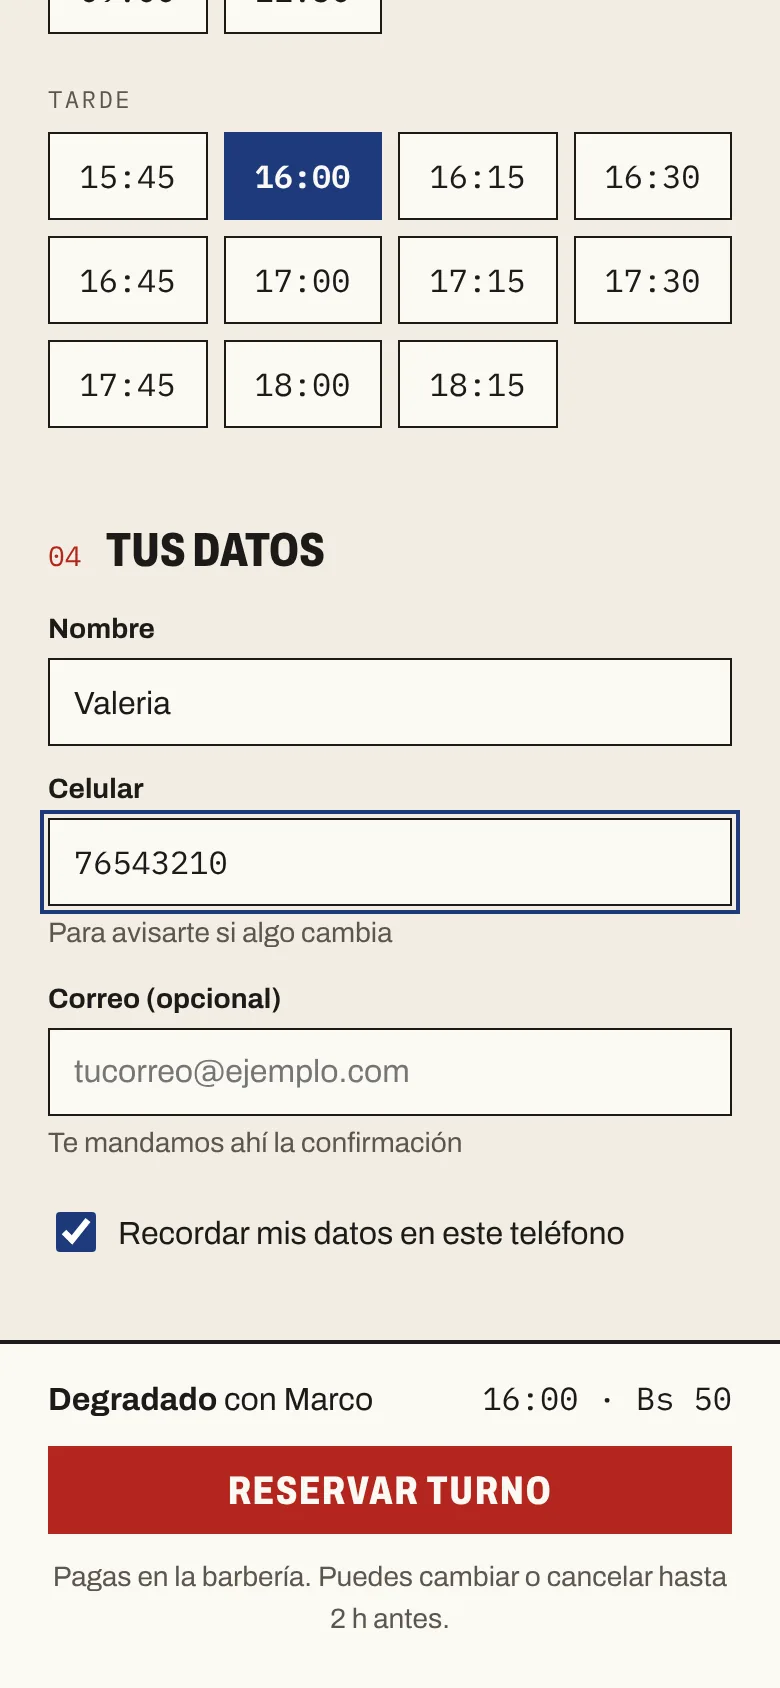 TARDE
15:45 16:00 16:15 16:30
16:45 17:00 17:15 17:30
17:45 18:00 18:15
04 TUS DATOS
Nombre
Valeria
Celular
76543210
Para avisarte si algo cambia
Correo (opcional)
tucorreo@ejemplo.com
Te mandamos ahí la confirmación
Recordar mis datos en este teléfono
Degradado con Marco 16:00 · Bs 50
RESERVAR TURNO
Pagas en la barbería. Puedes cambiar o cancelar hasta
2 h antes.